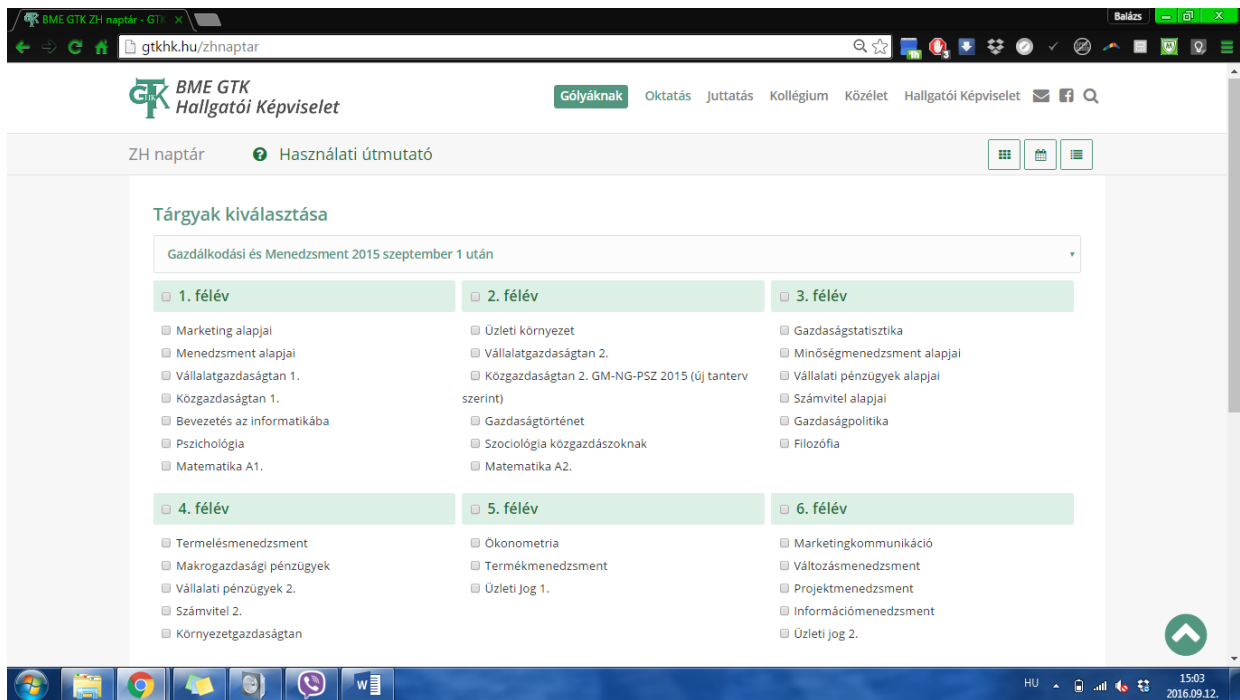 BME GTK ZH naptár - GTK
Balázs
gtkhk.hu/zhnaptar
1h
3
BME GTK
Hallgatói Képviselet
Gólyáknak Oktatás Juttatás Kollégium Közélet Hallgatói Képviselet
ZH naptár Használati útmutató
Tárgyak kiválasztása
Gazdálkodási és Menedzsment 2015 szeptember 1 után
1. félév
Marketing alapjai
Menedzsment alapjai
Vállalatgazdaságtan 1.
Közgazdaságtan 1.
Bevezetés az informatikába
Pszichológia
Matematika A1.
2. félév
Üzleti környezet
Vállalatgazdaságtan 2.
Közgazdaságtan 2. GM-NG-PSZ 2015 (új tanterv
szerint)
Gazdaságtörténet
Szociológia közgazdászoknak
Matematika A2.
3. félév
Gazdaságstatisztika
Minőségmenedzsment alapjai
Vállalati pénzügyek alapjai
Számvitel alapjai
Gazdaságpolitika
Filozófia
4. félév
Termelésmenedzsment
Makrogazdasági pénzügyek
Vállalati pénzügyek 2.
Számvitel 2.
Környezetgazdaságtan
5. félév
Ökonometria
Termékmenedzsment
Üzleti Jog 1.
6. félév
Marketingkommunikáció
Változásmenedzsment
Projektmenedzsment
Információmenedzsment
Üzleti jog 2.
HU
15:03
2016.09.12.